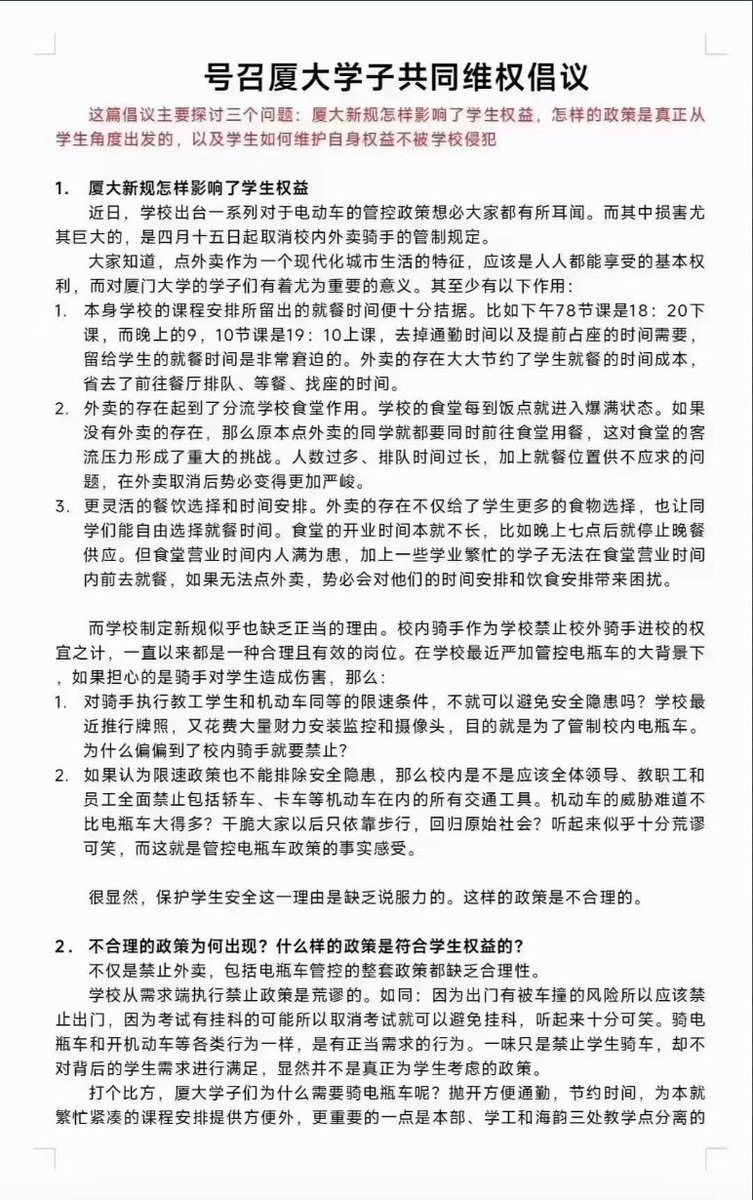 号召厦大学子共同维权倡议
这篇倡议主要探讨三个问题：厦大新规怎样影响了学生权益，怎样的政策是真正从
学生角度出发的，以及学生如何维护自身权益不被学校侵犯
1. 厦大新规怎样影响了学生权益
近日，学校出台一系列对于电动车的管控政策想必大家都有所耳闻。而其中损害尤
其巨大的，是四月十五日起取消校内外卖骑手的管制规定。
大家知道，点外卖作为一个现代化城市生活的特征，应该是人人都能享受的基本权
利，而对厦门大学的学子们有着尤为重要的意义。其至少有以下作用：
1. 本身学校的课程安排所留出的就餐时间便十分拮据。比如下午78节课是18：20下
课，而晚上的9，10节课是19：10上课，去掉通勤时间以及提前占座的时间需要，
留给学生的就餐时间是非常窘迫的。外卖的存在大大节约了学生就餐的时间成本，
省去了前往餐厅排队、等餐、找座的时间。
2. 外卖的存在起到了分流学校食堂作用。学校的食堂每到饭点就进入爆满状态。如果
没有外卖的存在，那么原本点外卖的同学就都要同时前往食堂用餐，这对食堂的客
流压力形成了重大的挑战。人数过多、排队时间过长，加上就餐位置供不应求的问
题，在外卖取消后势必变得更加严峻。
3. 更灵活的餐饮选择和时间安排。外卖的存在不仅给了学生更多的食物选择，也让同
学们能自由选择就餐时间。食堂的开业时间本就不长，比如晚上七点后就停止晚餐
供应。但食堂营业时间内人满为患，加上一些学业繁忙的学子无法在食堂营业时间
内前去就餐，如果无法点外卖，势必会对他们的时间安排和饮食安排带来困扰。
而学校制定新规似乎也缺乏正当的理由。校内骑手作为学校禁止校外骑手进校的权
宜之计，一直以来都是一种合理且有效的岗位。在学校最近严加管控电瓶车的大背景下
，如果担心的是骑手对学生造成伤害，那么：
1. 对骑手执行教工学生和机动车同等的限速条件，不就可以避免安全隐患吗？学校最
近推行牌照，又花费大量财力安装监控和摄像头，目的就是为了管制校内电瓶车。
为什么偏偏到了校内骑手就要禁止？
2. 如果认为限速政策也不能排除安全隐患，那么校内是不是应该全体领导、教职工和
员工全面禁止包括轿车、卡车等机动车在内的所有交通工具。机动车的威胁难道不
比电瓶车大得多？干脆大家以后只依靠步行，回归原始社会？听起来似乎十分荒谬
可笑，而这就是管控电瓶车政策的事实感受。
很显然，保护学生安全这一理由是缺乏说服力的。这样的政策是不合理的。
2. 不合理的政策为何出现？什么样的政策是符合学生权益的？
不仅是禁止外卖，包括电瓶车管控的整套政策都缺乏合理性。
学校从需求端执行禁止政策是荒谬的。如同：因为出门有被车撞的风险所以应该禁
止出门，因为考试有挂科的可能所以取消考试就可以避免挂科，听起来十分可笑。骑电
瓶车和开机动车等各类行为一样，是有正当需求的行为。一味只是禁止学生骑车，却不
对背后的学生需求进行满足，显然并不是真正为学生考虑的政策。
打个比方，厦大学子们为什么需要骑电瓶车呢？抛开方便通勤，节约时间，为本就
繁忙紧凑的课程安排提供方便外，更重要的一点是本部、学工和海韵三处教学点分离的